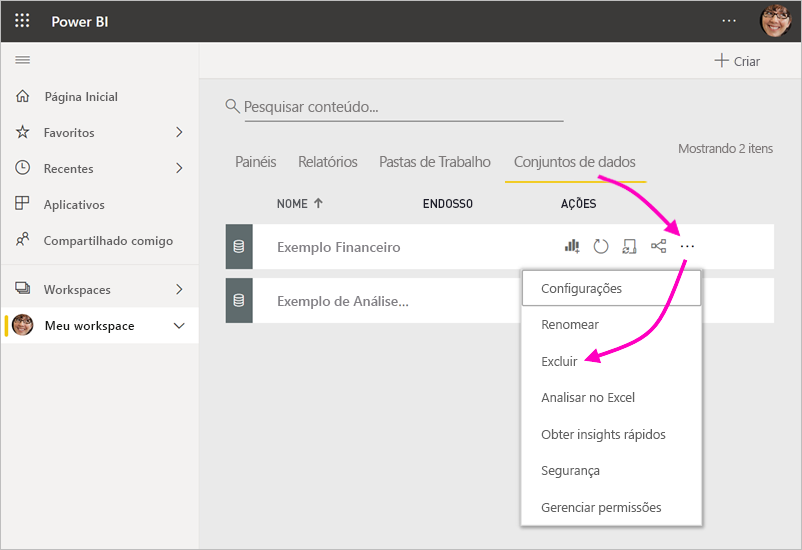 Power BI
Criar
Página Inicial
Favoritos
Recentes
Aplicativos
Compartilhado comigo
Workspaces
Meu workspace
Pesquisar conteúdo...
Mostrando 2 itens
Painéis Relatórios Pastas de Trabalho Conjuntos de dados
NOME ENDOSSO AÇÕES
Exemplo Financeiro
Exemplo de Análise...
Configurações
Renomear
Excluir
Analisar no Excel
Obter insights rápidos
Segurança
Gerenciar permissões